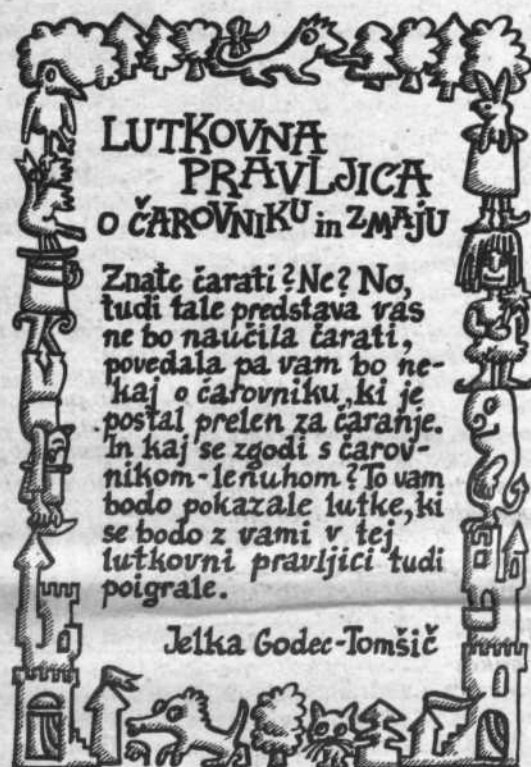 LUTKOVNA
PRAVLJICA
O ČAROVNIKU in ZMAJU
Znate čarati? Ne? No,
tudi tale predstava vas
ne bo naučila čarati,
povedala pa vam bo ne-
kaj o čarovniku, ki je
postal prelen za čaranje.
In kaj se zgodi s čarov-
nikom-lenuhom? To vam
bodo pokazale lutke, ki
se bodo z vami v tej
lutkovni pravljici tudi
poigrale.
Jelka Godec-Tomšič